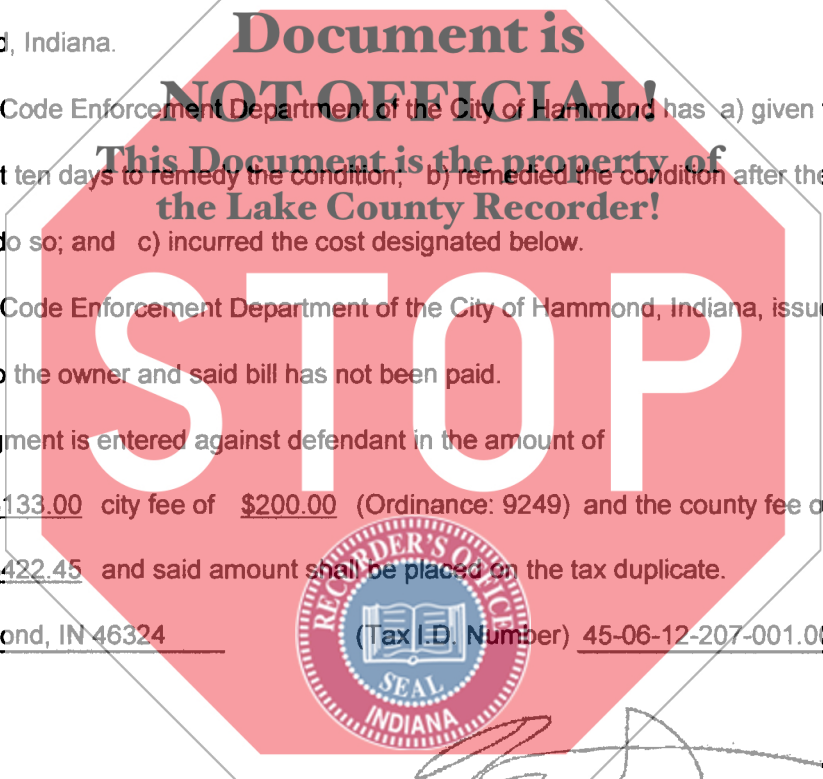 d, Indiana.
Document is
NOT OFFICIAL!
Code Enforcement Department of the City of Hammond has a) given
This Document is the property of
t ten days to remedy the condition; b) remedied the condition after the
the Lake County Recorder!
do so; and c) incurred the cost designated below.
Code Enforcement Department of the City of Hammond, Indiana, issue
STOP
o the owner and said bill has not been paid.
gment is entered against defendant in the amount of
133.00 city fee of $200.00 (Ordinance: 9249) and the county fee o
422.45 and said amount shall be placed on the tax duplicate.
ond, IN 46324 (Tax I.D. Number) 45-06-12-207-001.00
RECORDER'S OFFICE
SEAL
INDIANA